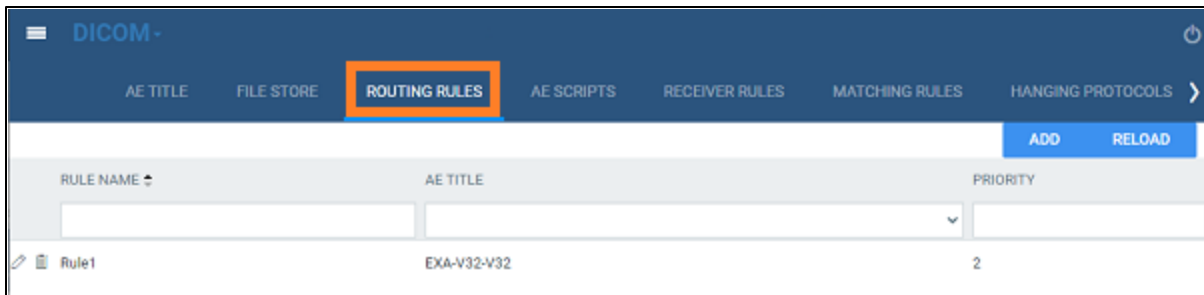 DICOM
AE TITLE FILE STORE ROUTING RULES AE SCRIPTS RECEIVER RULES MATCHING RULES HANGING PROTOCOLS
ADD RELOAD
RULE NAME AE TITLE PRIORITY
Rule1 EXA-V32-V32 2